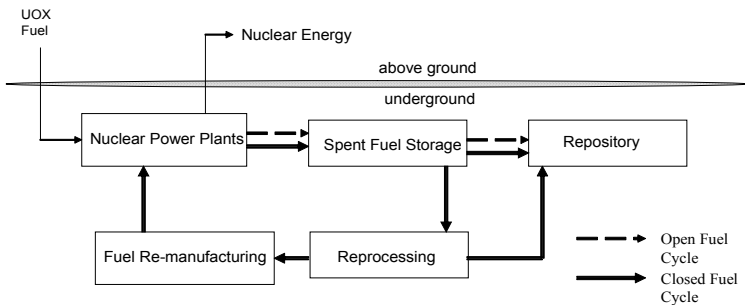 UOX
Fuel
Nuclear Energy
above ground
underground
Nuclear Power Plants
Spent Fuel Storage
Repository
Fuel Re-manufacturing
Reprocessing
Open Fuel
Cycle
Closed Fuel
Cycle